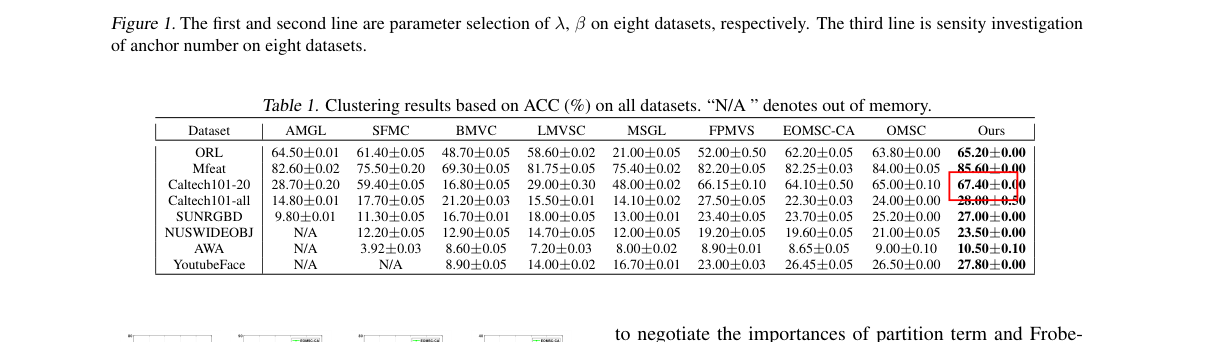 Figure 1. The first and second line are parameter selection of λ, β on eight datasets, respectively. The third line is sensity investigation
of anchor number on eight datasets.
Table 1. Clustering results based on ACC (%) on all datasets. “N/A ” denotes out of memory.
Dataset AMGL SFMC BMVC LMVSC MSGL FPMVS EOMSC-CA OMSC Ours
ORL 64.50±0.01 61.40±0.05 48.70±0.05 58.60±0.02 21.00±0.05 52.00±0.50 62.20±0.05 63.80±0.00 65.20±0.00
Mfeat 82.60±0.02 75.50±0.20 69.30±0.05 81.75±0.05 75.40±0.02 82.20±0.05 82.25±0.03 84.00±0.05 85.60±0.00
Caltech101-20 28.70±0.20 59.40±0.05 16.80±0.05 29.00±0.30 48.00±0.02 66.15±0.10 64.10±0.50 65.00±0.10 67.40±0.00
Caltech101-all 14.80±0.01 17.70±0.05 21.20±0.03 15.50±0.01 14.10±0.02 27.50±0.05 22.30±0.03 24.00±0.00 28.00±0.50
SUNRGBD 9.80±0.01 11.30±0.05 16.70±0.01 18.00±0.05 13.00±0.01 23.40±0.05 23.70±0.05 25.20±0.00 27.00±0.00
NUSWIDEOBJ N/A 12.20±0.05 12.90±0.05 14.70±0.05 12.00±0.05 19.20±0.05 19.60±0.05 21.00±0.05 23.50±0.00
AWA N/A 3.92±0.03 8.60±0.05 7.20±0.03 8.00±0.02 8.90±0.01 8.65±0.05 9.00±0.10 10.50±0.10
YoutubeFace N/A N/A 8.90±0.05 14.00±0.02 16.70±0.01 23.00±0.03 26.45±0.05 26.50±0.00 27.80±0.00
to negotiate the importances of partition term and Frobe-